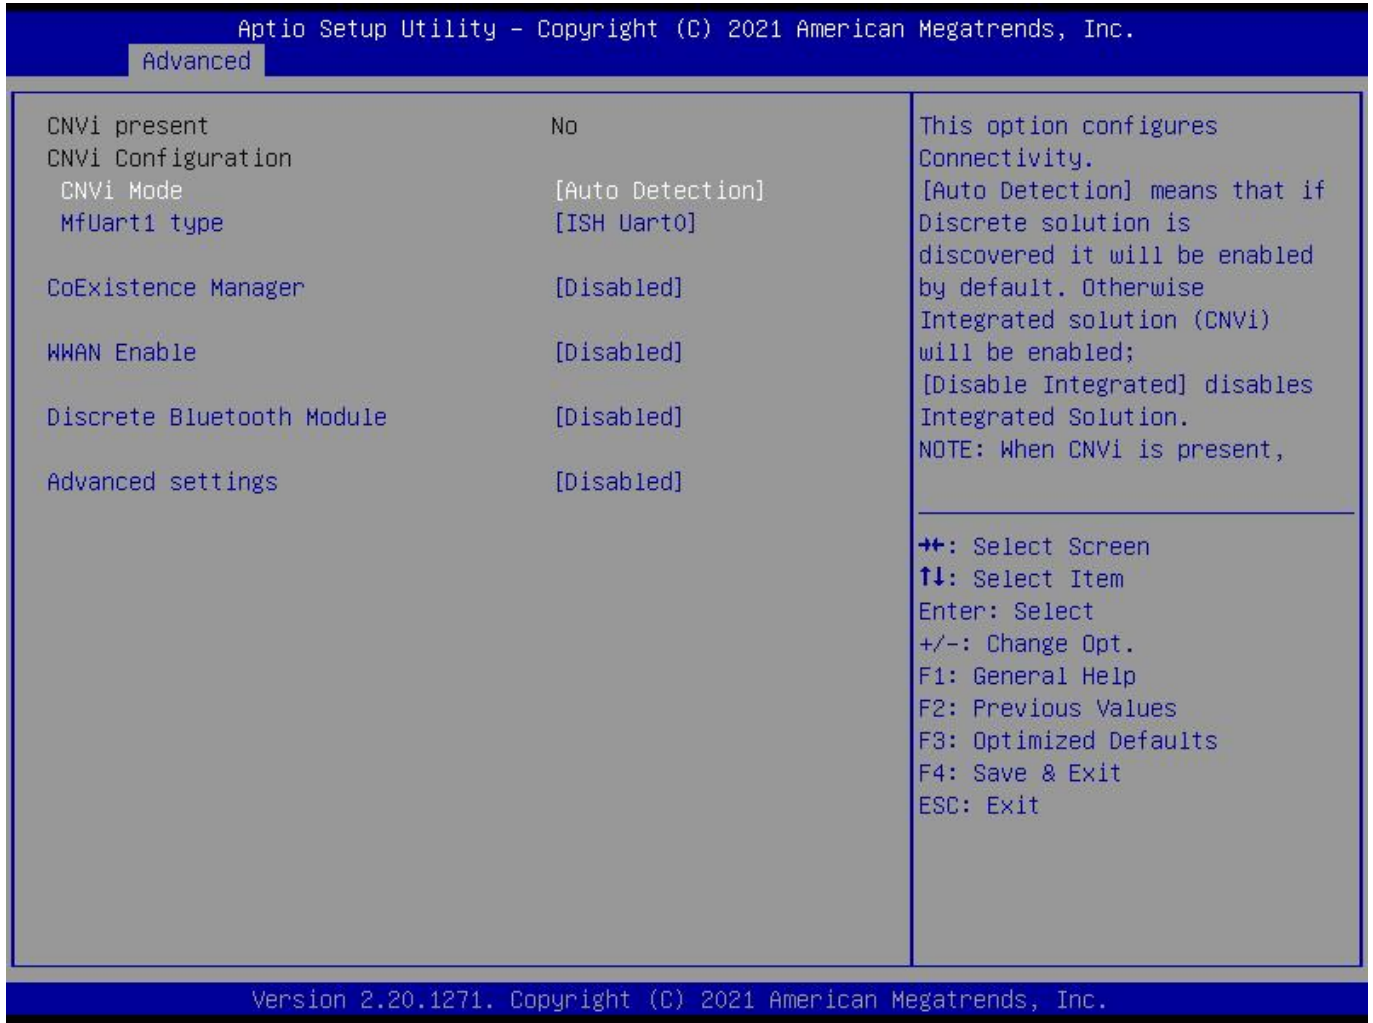 Aptio Setup Utility – Copyright (C) 2021 American Megatrends, Inc.
Advanced
CNVi present No
CNVi Configuration
CNVi Mode [Auto Detection]
MfUart1 type [ISH Uart0]
CoExistence Manager [Disabled]
WWAN Enable [Disabled]
Discrete Bluetooth Module [Disabled]
Advanced settings [Disabled]
This option configures
Connectivity.
[Auto Detection] means that if
Discrete solution is
discovered it will be enabled
by default. Otherwise
Integrated solution (CNVi)
will be enabled;
[Disable Integrated] disables
Integrated Solution.
NOTE: When CNVi is present,
→←: Select Screen
↑↓: Select Item
Enter: Select
+/-: Change Opt.
F1: General Help
F2: Previous Values
F3: Optimized Defaults
F4: Save & Exit
ESC: Exit
Version 2.20.1271. Copyright (C) 2021 American Megatrends, Inc.